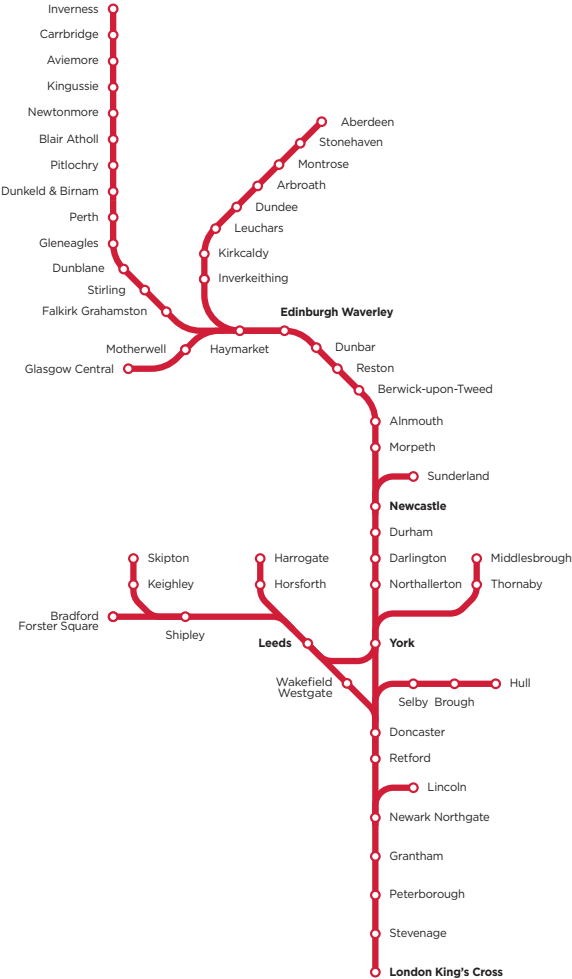 Inverness
Carrbridge
Aviemore
Kingussie
Newtonmore
Blair Atholl
Pitlochry
Dunkeld & Birnam
Perth
Gleneagles
Dunblane
Stirling
Falkirk Grahamston
Motherwell
Glasgow Central
Haymarket
Aberdeen
Stonehaven
Montrose
Arbroath
Dundee
Leuchars
Kirkcaldy
Inverkeithing
Edinburgh Waverley
Dunbar
Reston
Berwick-upon-Tweed
Alnmouth
Morpeth
Sunderland
Newcastle
Durham
Darlington
Northallerton
Middlesbrough
Thornaby
Skipton
Keighley
Bradford
Forster Square
Shipley
Harrogate
Horsforth
Leeds
York
Wakefield
Westgate
Selby
Brough
Hull
Doncaster
Retford
Lincoln
Newark Northgate
Grantham
Peterborough
Stevenage
London King's Cross